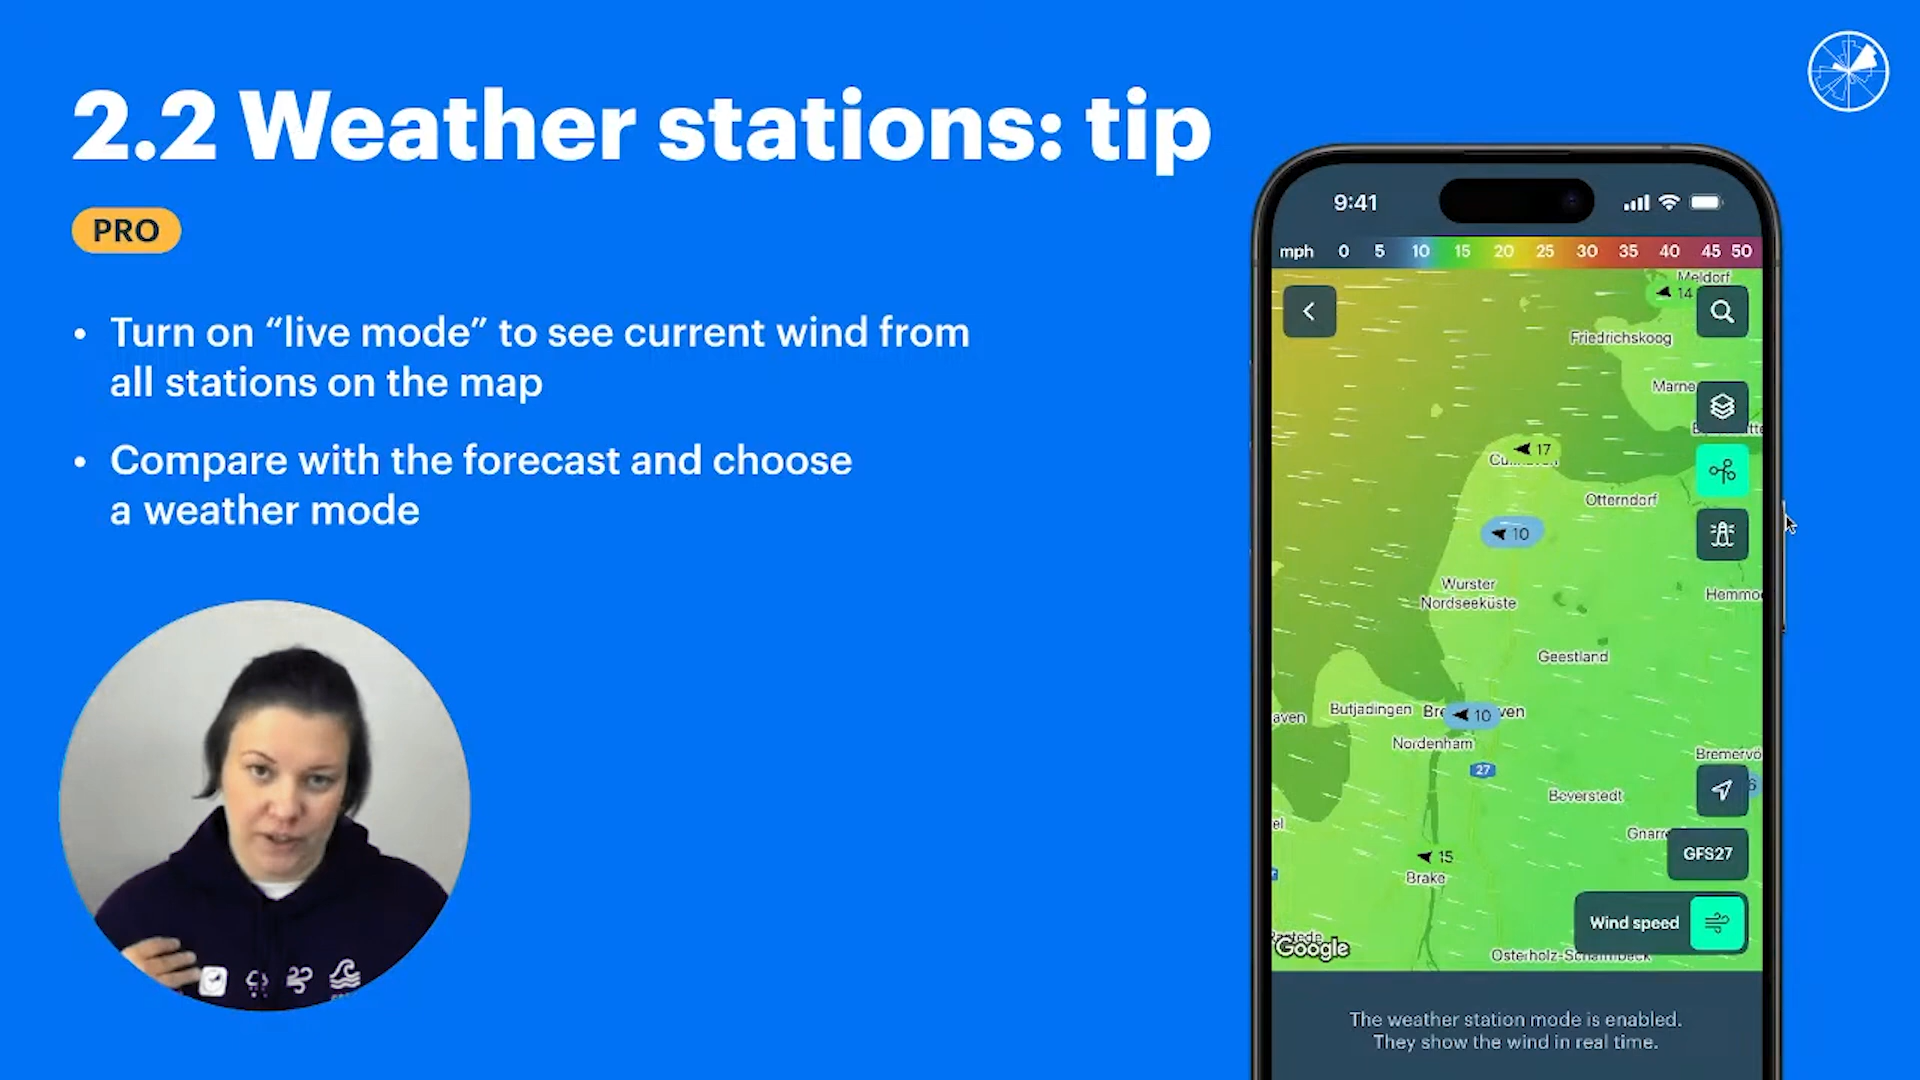 2.2 Weather stations: tip
PRO
• Turn on “live mode” to see current wind from
all stations on the map
• Compare with the forecast and choose
a weather mode
9:41
mph 0 5 10 15 20 25 30 35 40 45 50
Meldorf
14
Friedrichskoog
Marne
17
Otterndorf
10
Wurster
Nordseeküste
Hemmo
Geestland
Butjadingen
10
Nordenham
27
Bremervö
Beverstedt
6
Gnarre
GFS27
15
Brake
Wind speed
Google
The weather station mode is enabled.
They show the wind in real time.